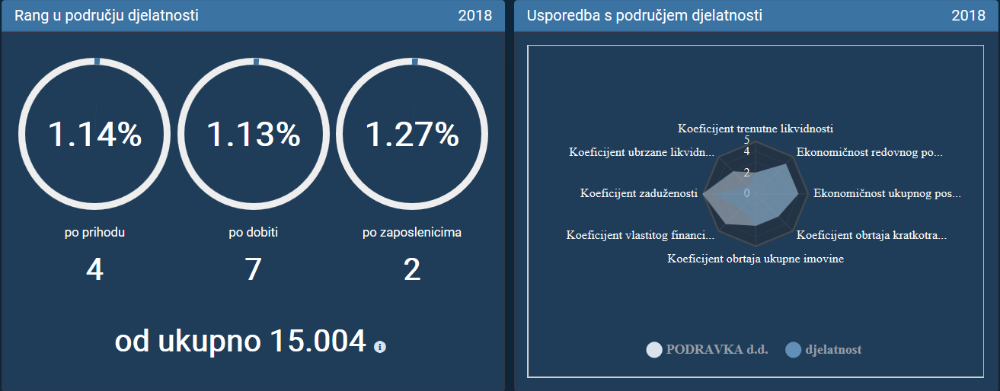 Rang u području djelatnosti 2018
1.14% 1.13% 1.27%
po prihodu po dobiti po zaposlenicima
4 7 2
od ukupno 15.004
Usporedba s područjem djelatnosti 2018
Koeficijent trenutne likvidnosti
5
Koeficijent ubrzane likvidn... 4 Ekonomičnost redovnog po...
2
Koeficijent zaduženosti 0 Ekonomičnost ukupnog pos...
Koeficijent vlastitog financi... Koeficijent obrtaja kratkotra...
Koeficijent obrtaja ukupne imovine
PODRAVKA d.d. djelatnost